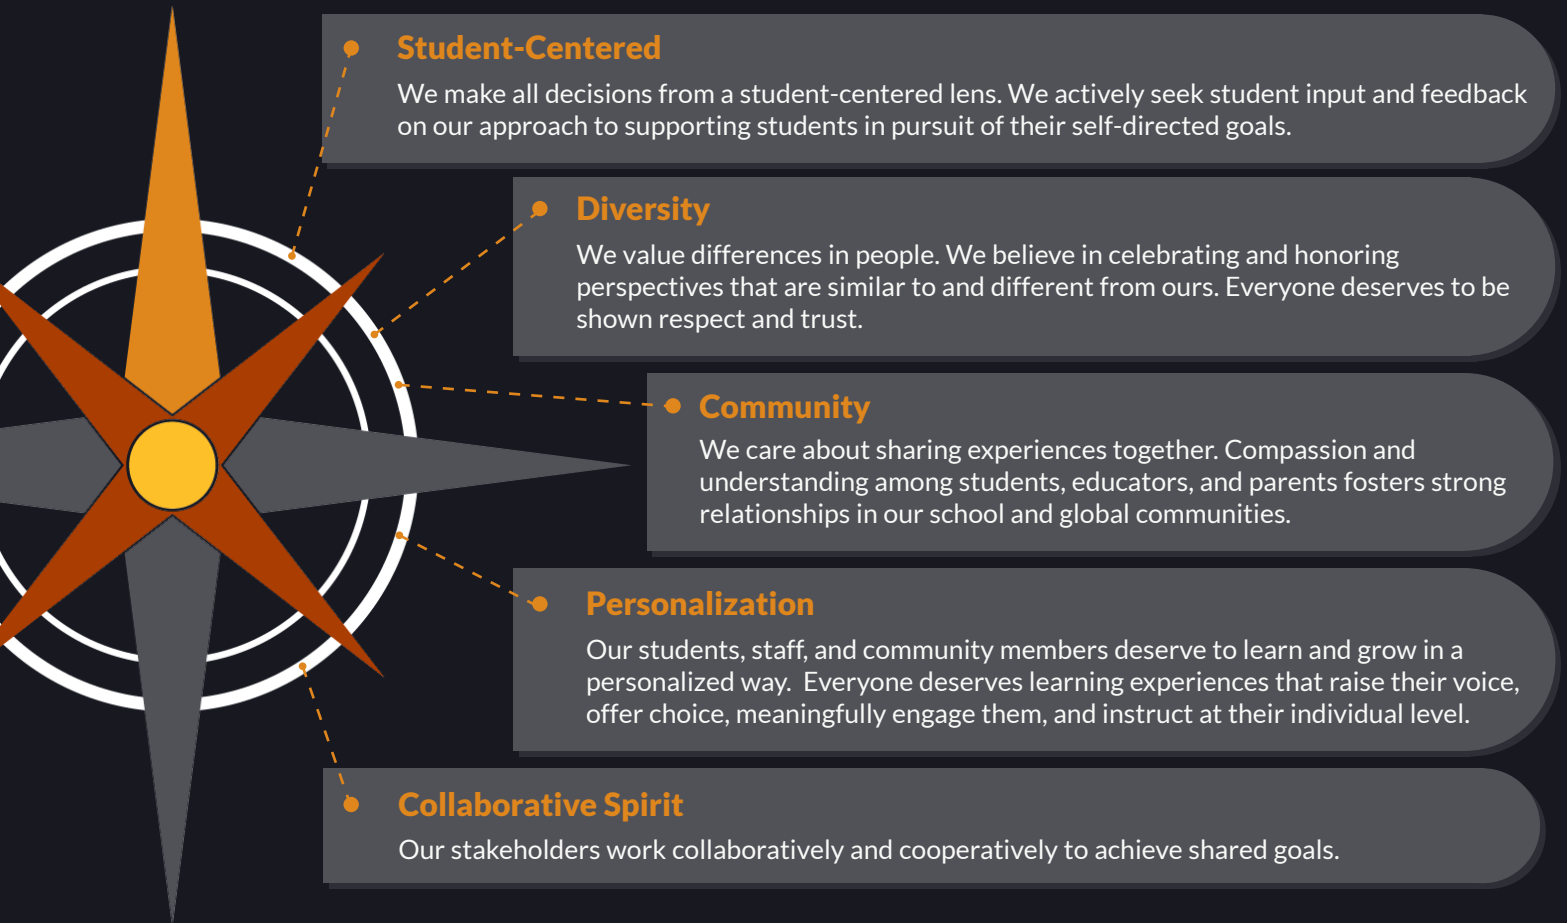 Student-Centered
We make all decisions from a student-centered lens. We actively seek student input and feedback
on our approach to supporting students in pursuit of their self-directed goals.
Diversity
We value differences in people. We believe in celebrating and honoring
perspectives that are similar to and different from ours. Everyone deserves to be
shown respect and trust.
Community
We care about sharing experiences together. Compassion and
understanding among students, educators, and parents fosters strong
relationships in our school and global communities.
Personalization
Our students, staff, and community members deserve to learn and grow in a
personalized way.  Everyone deserves learning experiences that raise their voice,
offer choice, meaningfully engage them, and instruct at their individual level.
Collaborative Spirit
Our stakeholders work collaboratively and cooperatively to achieve shared goals.